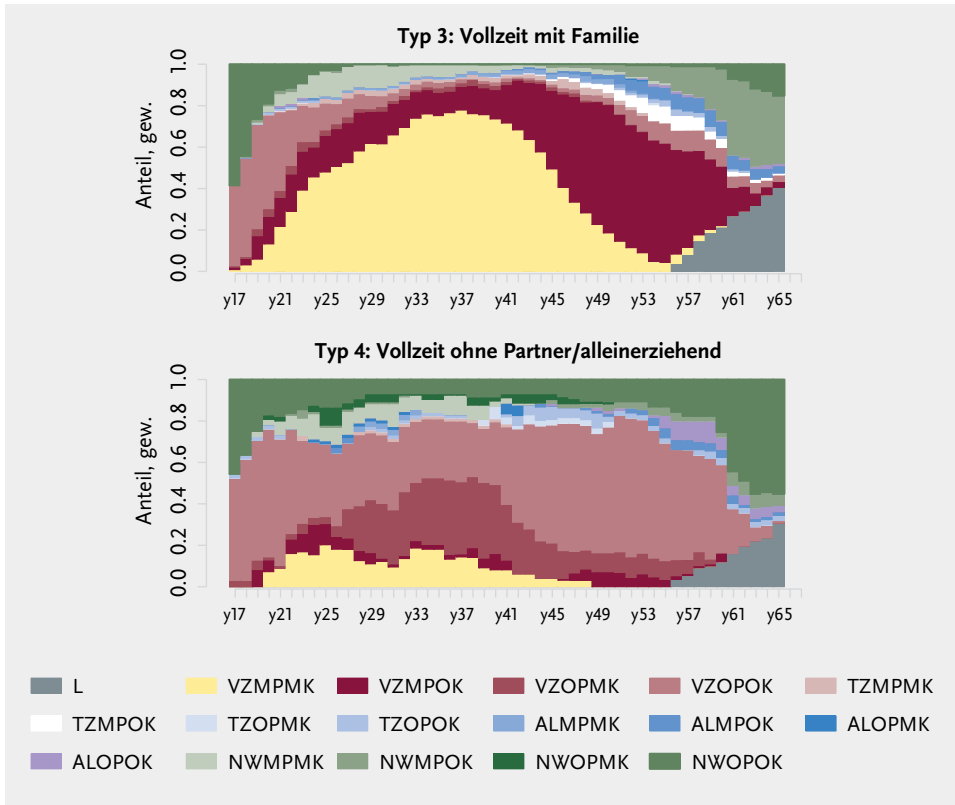 Typ 3: Vollzeit mit Familie
Anteil, gew.
1.0
0.8
0.6
0.4
0.2
0.0
y17 y21 y25 y29 y33 y37 y41 y45 y49 y53 y57 y61 y65
Typ 4: Vollzeit ohne Partner/alleinerziehend
Anteil, gew.
1.0
0.8
0.6
0.4
0.2
0.0
y17 y21 y25 y29 y33 y37 y41 y45 y49 y53 y57 y61 y65
L VZMPMK VZMPOK VZOPMK VZOPOK TZMPMK
TZMPOK TZOPMK TZOPOK ALMPMK ALMPOK ALOPMK
ALOPOK NWMPMK NWMPOK NWOPMK NWOPOK